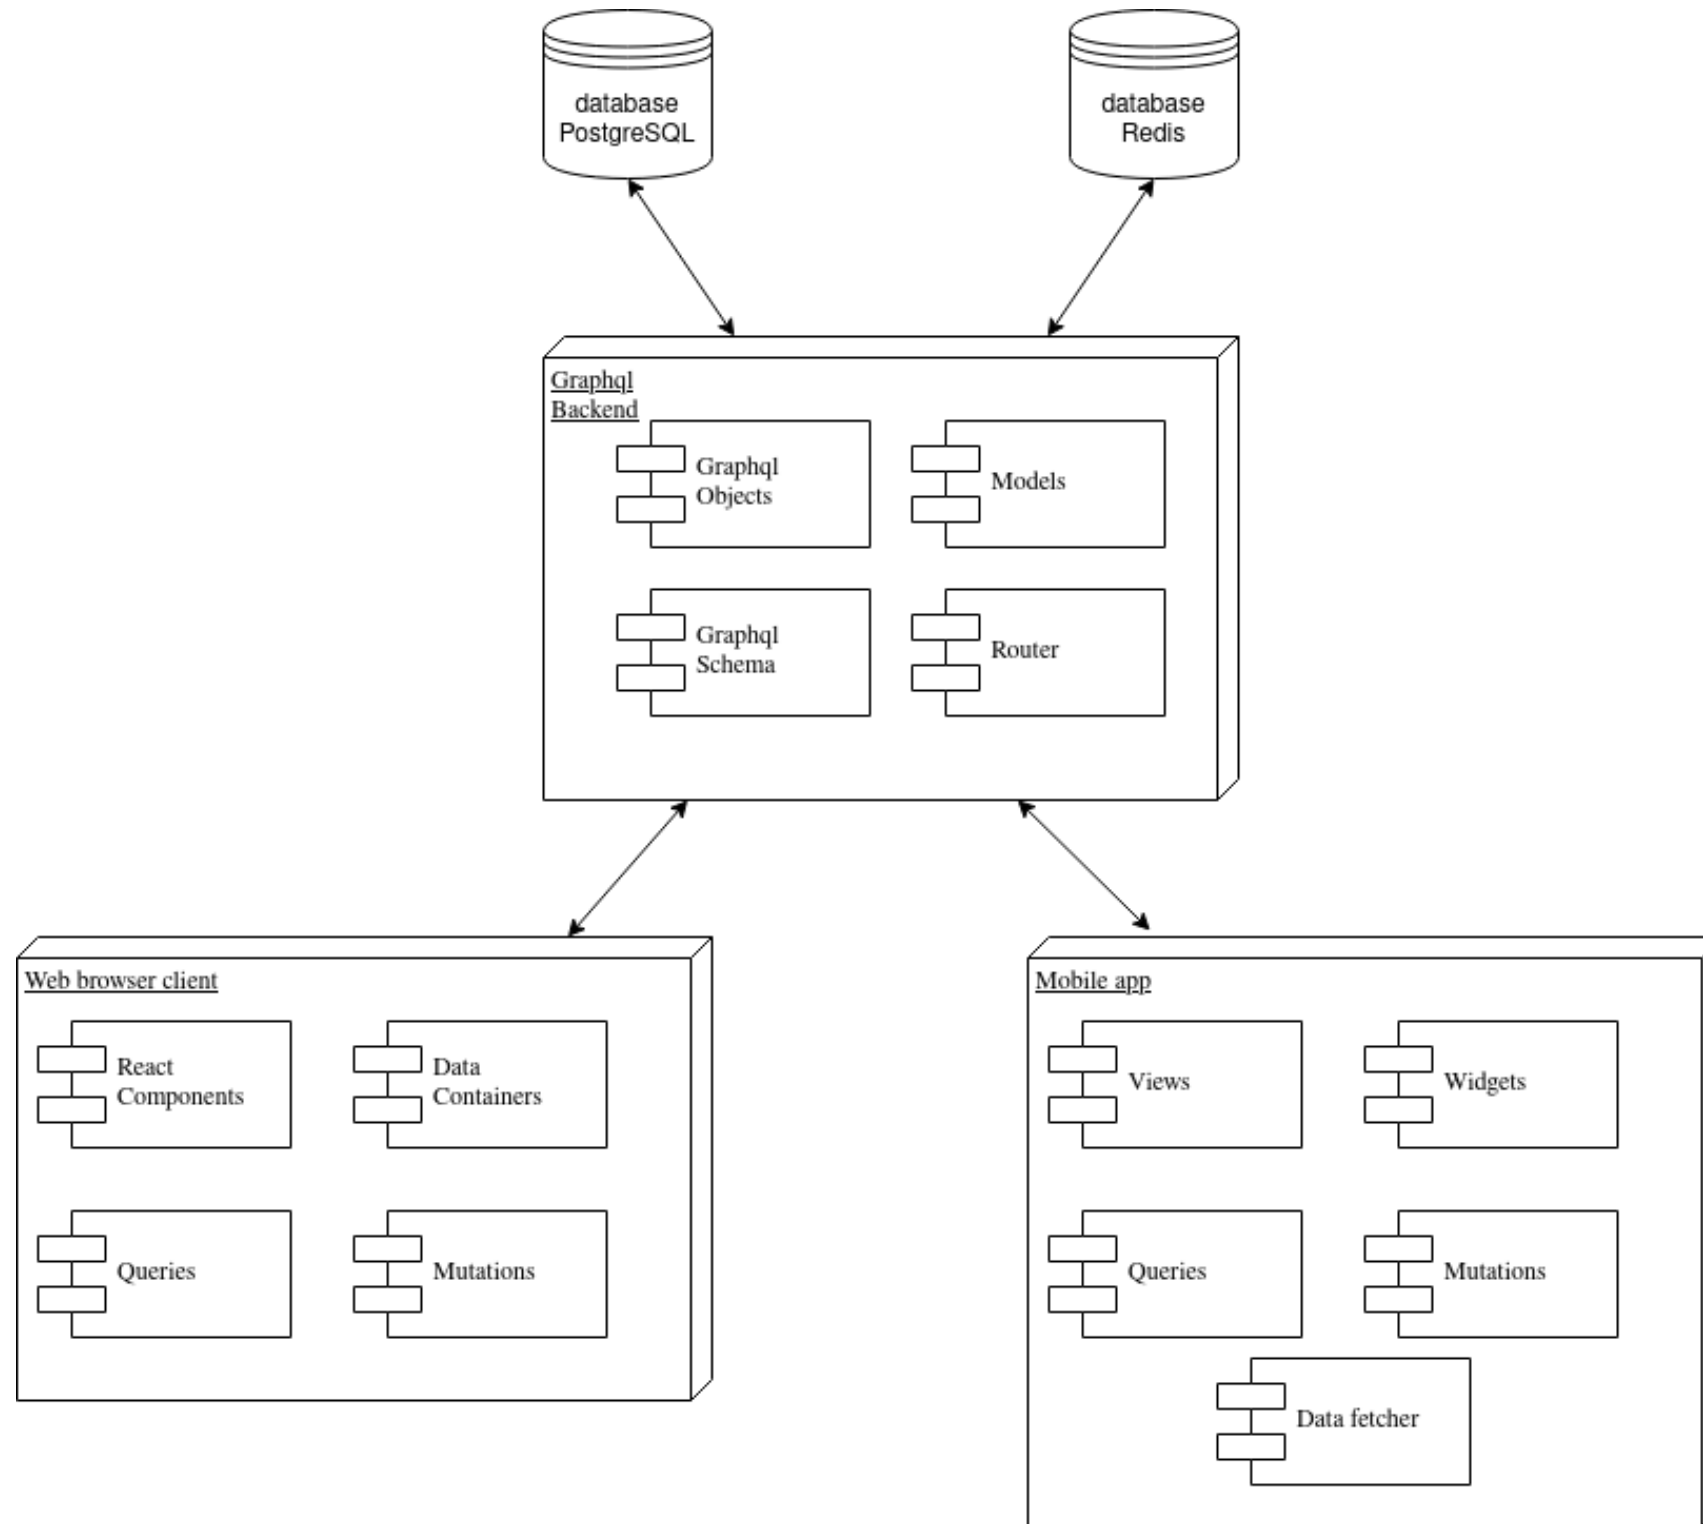 database
PostgreSQL
database
Redis
Graphql
Backend
Graphql
Objects
Models
Graphql
Schema
Router
Web browser client
React
Components
Data
Containers
Queries
Mutations
Mobile app
Views
Widgets
Queries
Mutations
Data fetcher